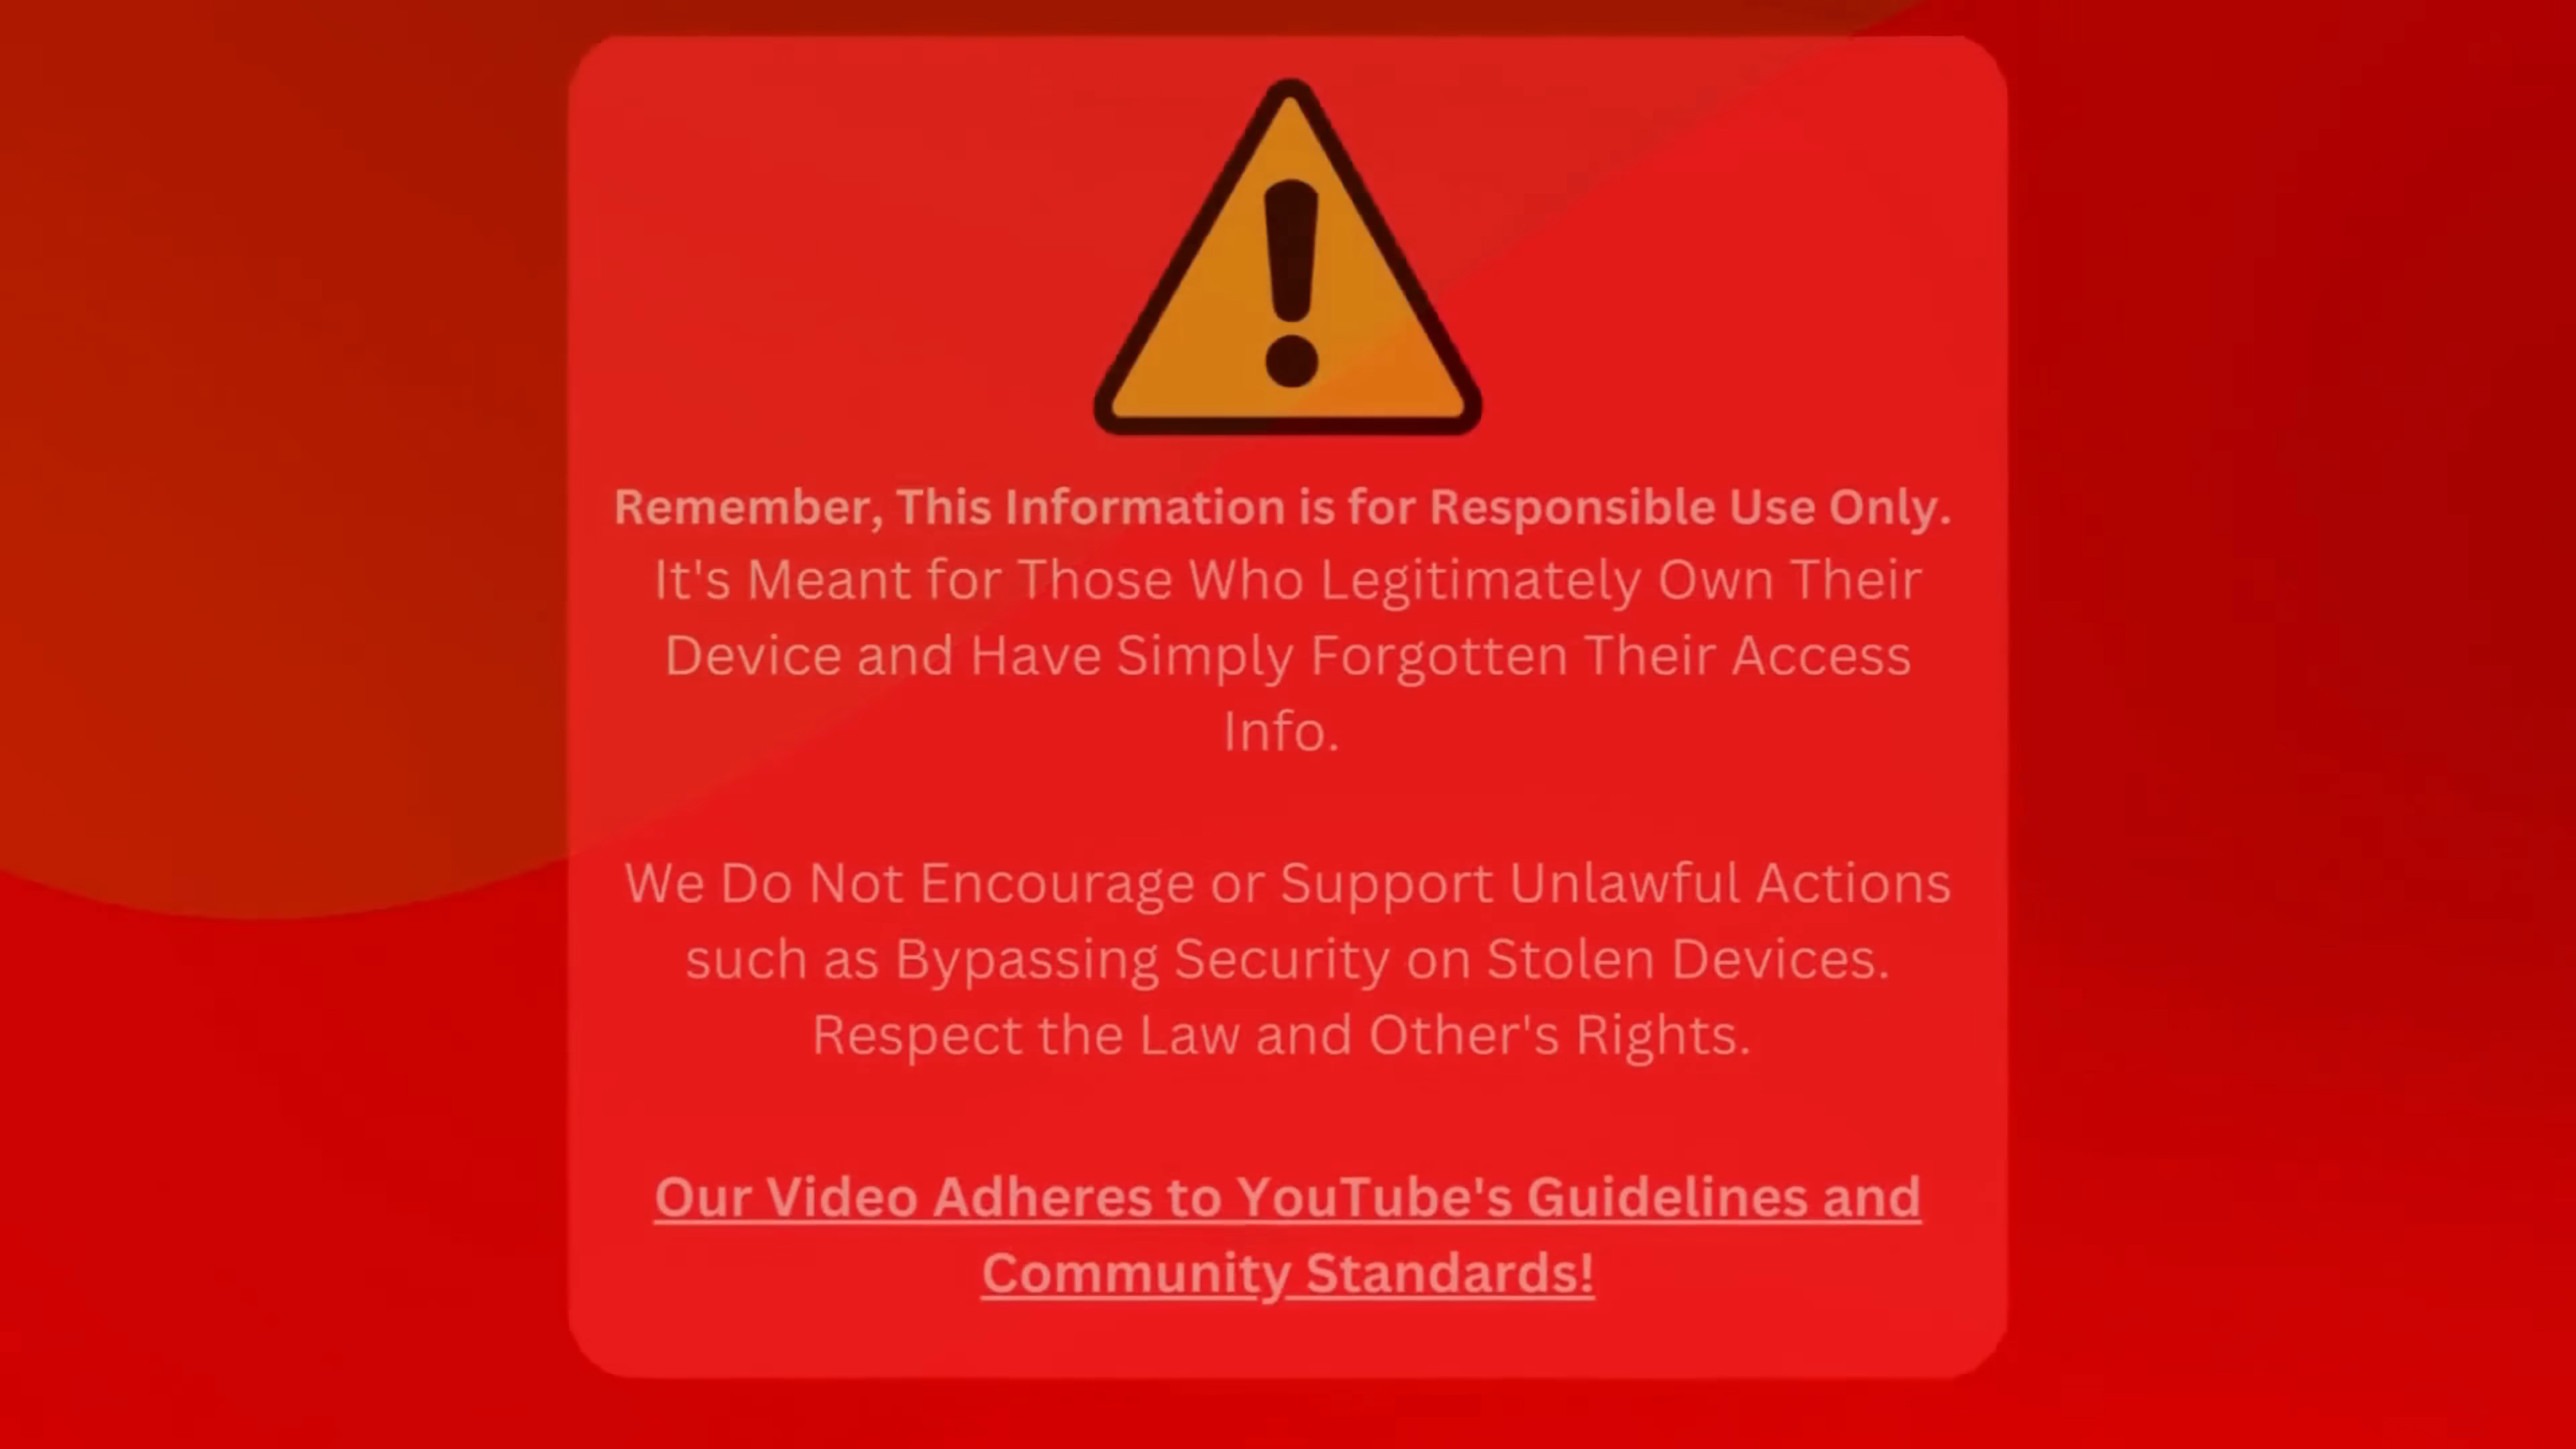 Remember, This Information is for Responsible Use Only.
It's Meant for Those Who Legitimately Own Their
Device and Have Simply Forgotten Their Access
Info.
We Do Not Encourage or Support Unlawful Actions
such as Bypassing Security on Stolen Devices.
Respect the Law and Other's Rights.
Our Video Adheres to YouTube's Guidelines and
Community Standards!